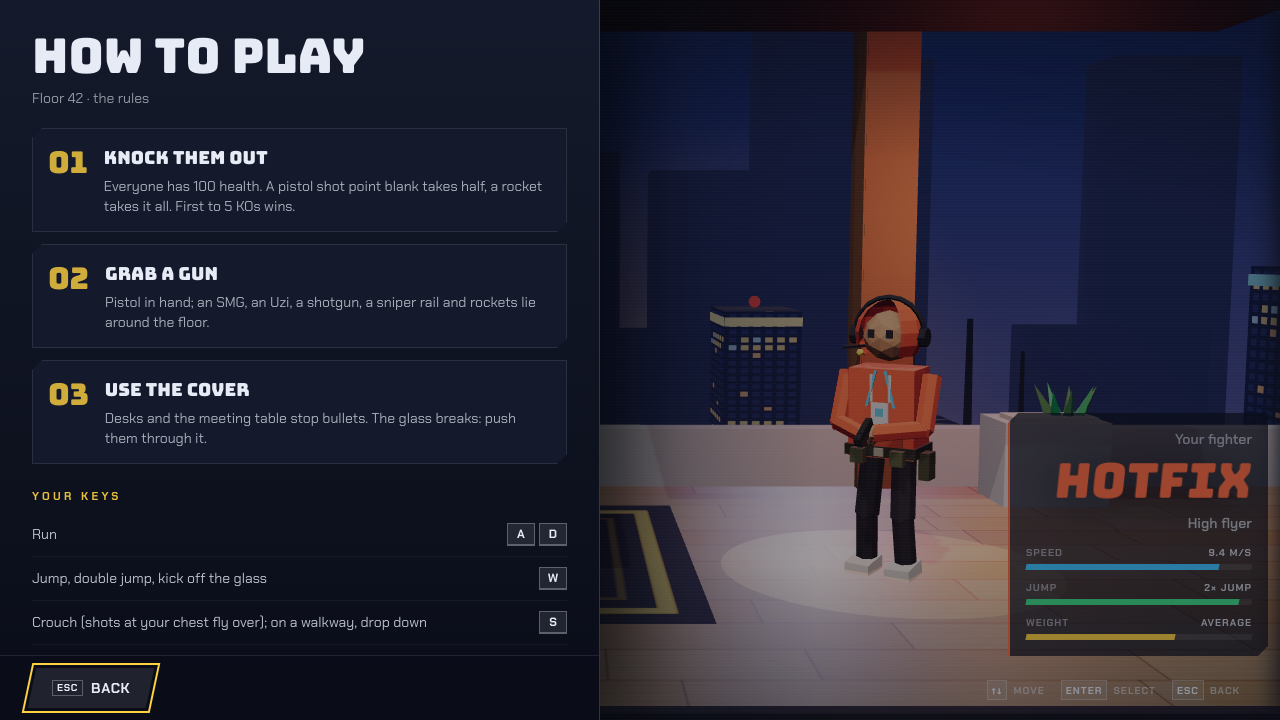 HOW TO PLAY
Floor 42 · the rules
01
KNOCK THEM OUT
Everyone has 100 health. A pistol shot point blank takes half, a rocket
takes it all. First to 5 KOs wins.
02
GRAB A GUN
Pistol in hand; an SMG, an Uzi, a shotgun, a sniper rail and rockets lie
around the floor.
03
USE THE COVER
Desks and the meeting table stop bullets. The glass breaks: push
them through it.
YOUR KEYS
Run A D
Jump, double jump, kick off the glass W
Crouch (shots at your chest fly over); on a walkway, drop down S
ESC BACK
Your fighter
HOTFIX
High flyer
SPEED 9.4 M/S
JUMP 2× JUMP
WEIGHT AVERAGE
↑↓ MOVE ENTER SELECT ESC BACK